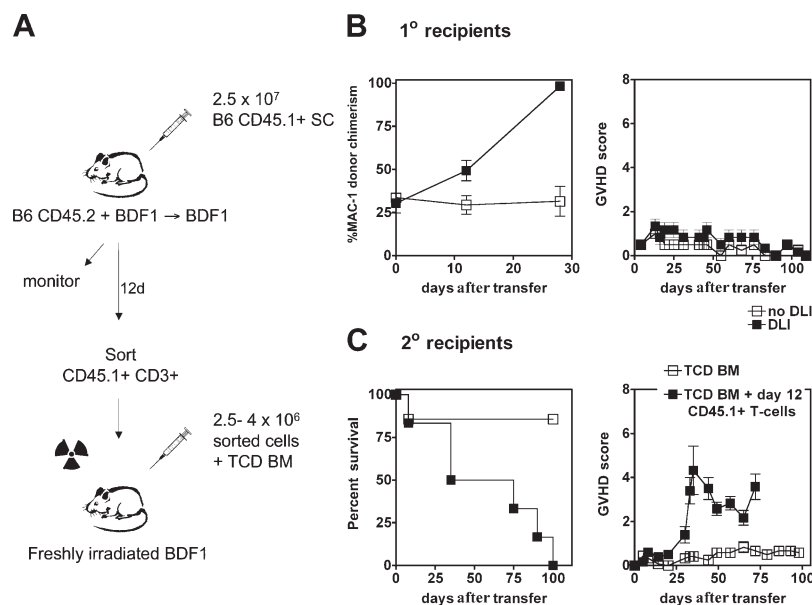 A
2.5 x 10⁷
B6 CD45.1+ SC
B6 CD45.2 + BDF1 → BDF1
monitor
12d
Sort
CD45.1+ CD3+
2.5- 4 x 10⁶
sorted cells
+ TCD BM
Freshly irradiated BDF1
B
1° recipients
%MAC-1 donor chimerism
100
75
50
25
0
0 10 20 30
days after transfer
GVHD score
8
6
4
2
0
0 25 50 75 100
days after transfer
no DLI
DLI
C
2° recipients
Percent survival
100
75
50
25
0
0 25 50 75 100
days after transfer
TCD BM
TCD BM + day 12
CD45.1+ T-cells
GVHD score
8
6
4
2
0
0 25 50 75 100
days after transfer